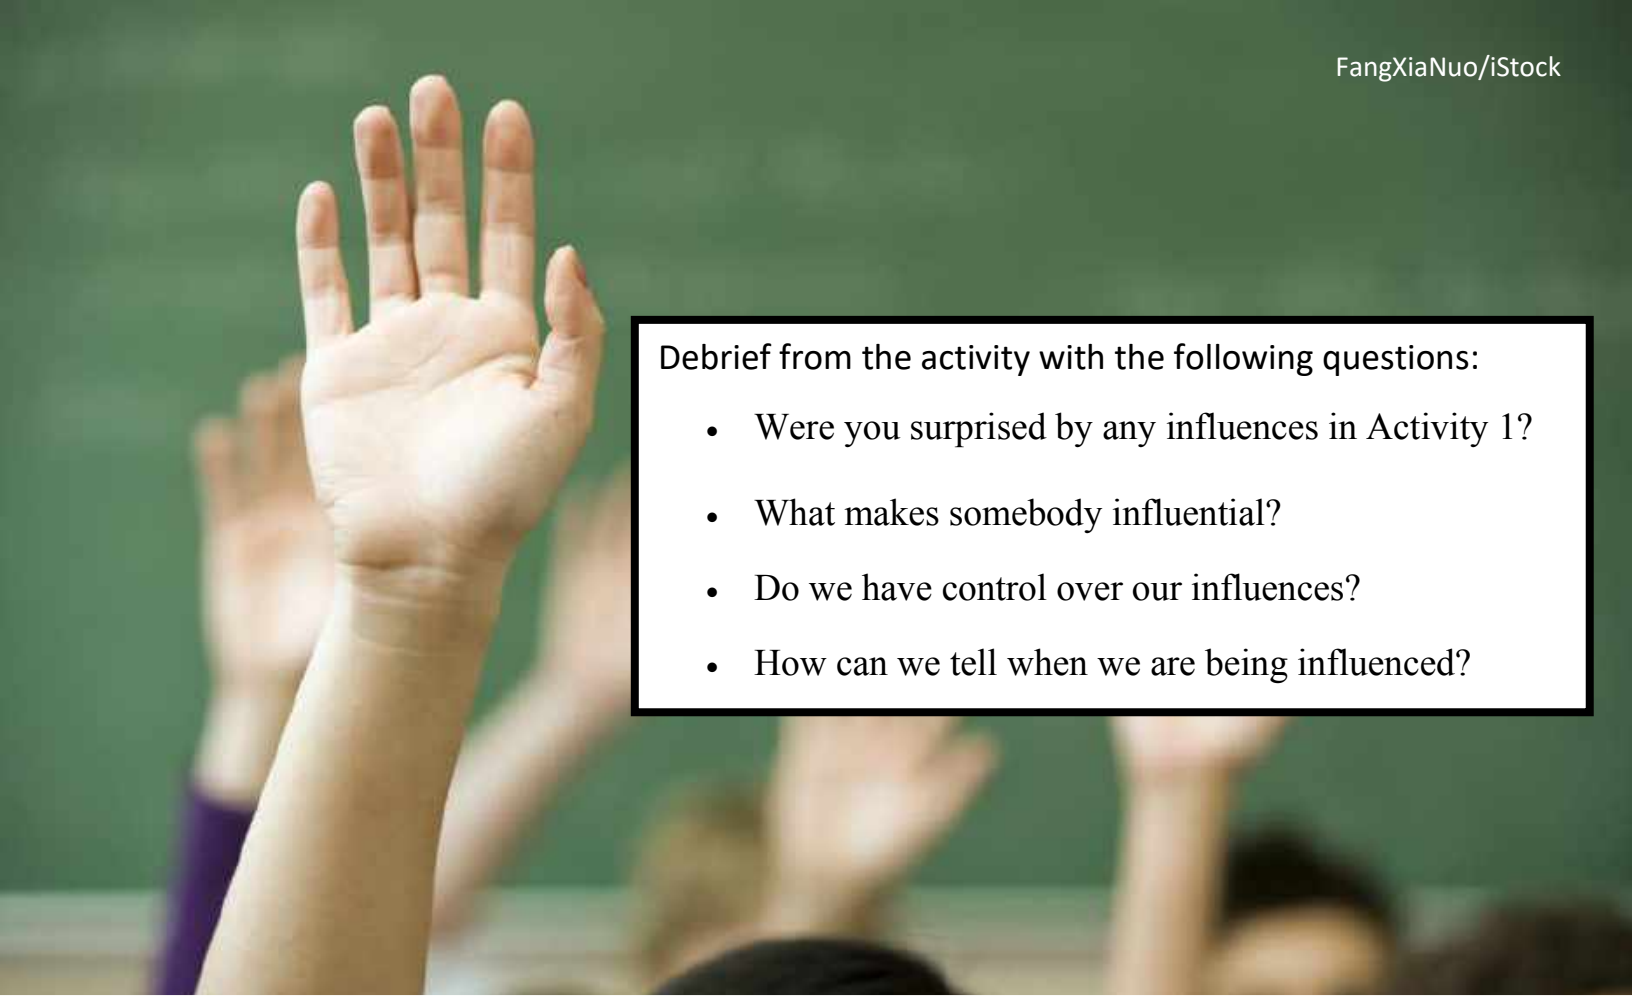 FangXiaNuo/iStock
Debrief from the activity with the following questions:
• Were you surprised by any influences in Activity 1?
• What makes somebody influential?
• Do we have control over our influences?
• How can we tell when we are being influenced?